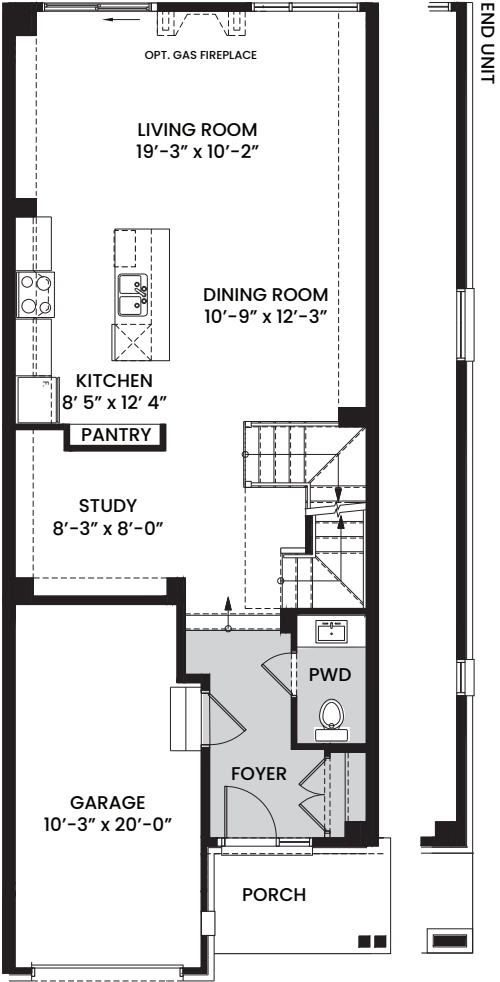 END UNIT
OPT. GAS FIREPLACE
LIVING ROOM
19’-3” x 10’-2”
DINING ROOM
10’-9” x 12’-3”
F.
KITCHEN
8’ 5” x 12’ 4”
PANTRY
STUDY
8’-3” x 8’-0”
PWD
FOYER
GARAGE
10’-3” x 20’-0”
PORCH